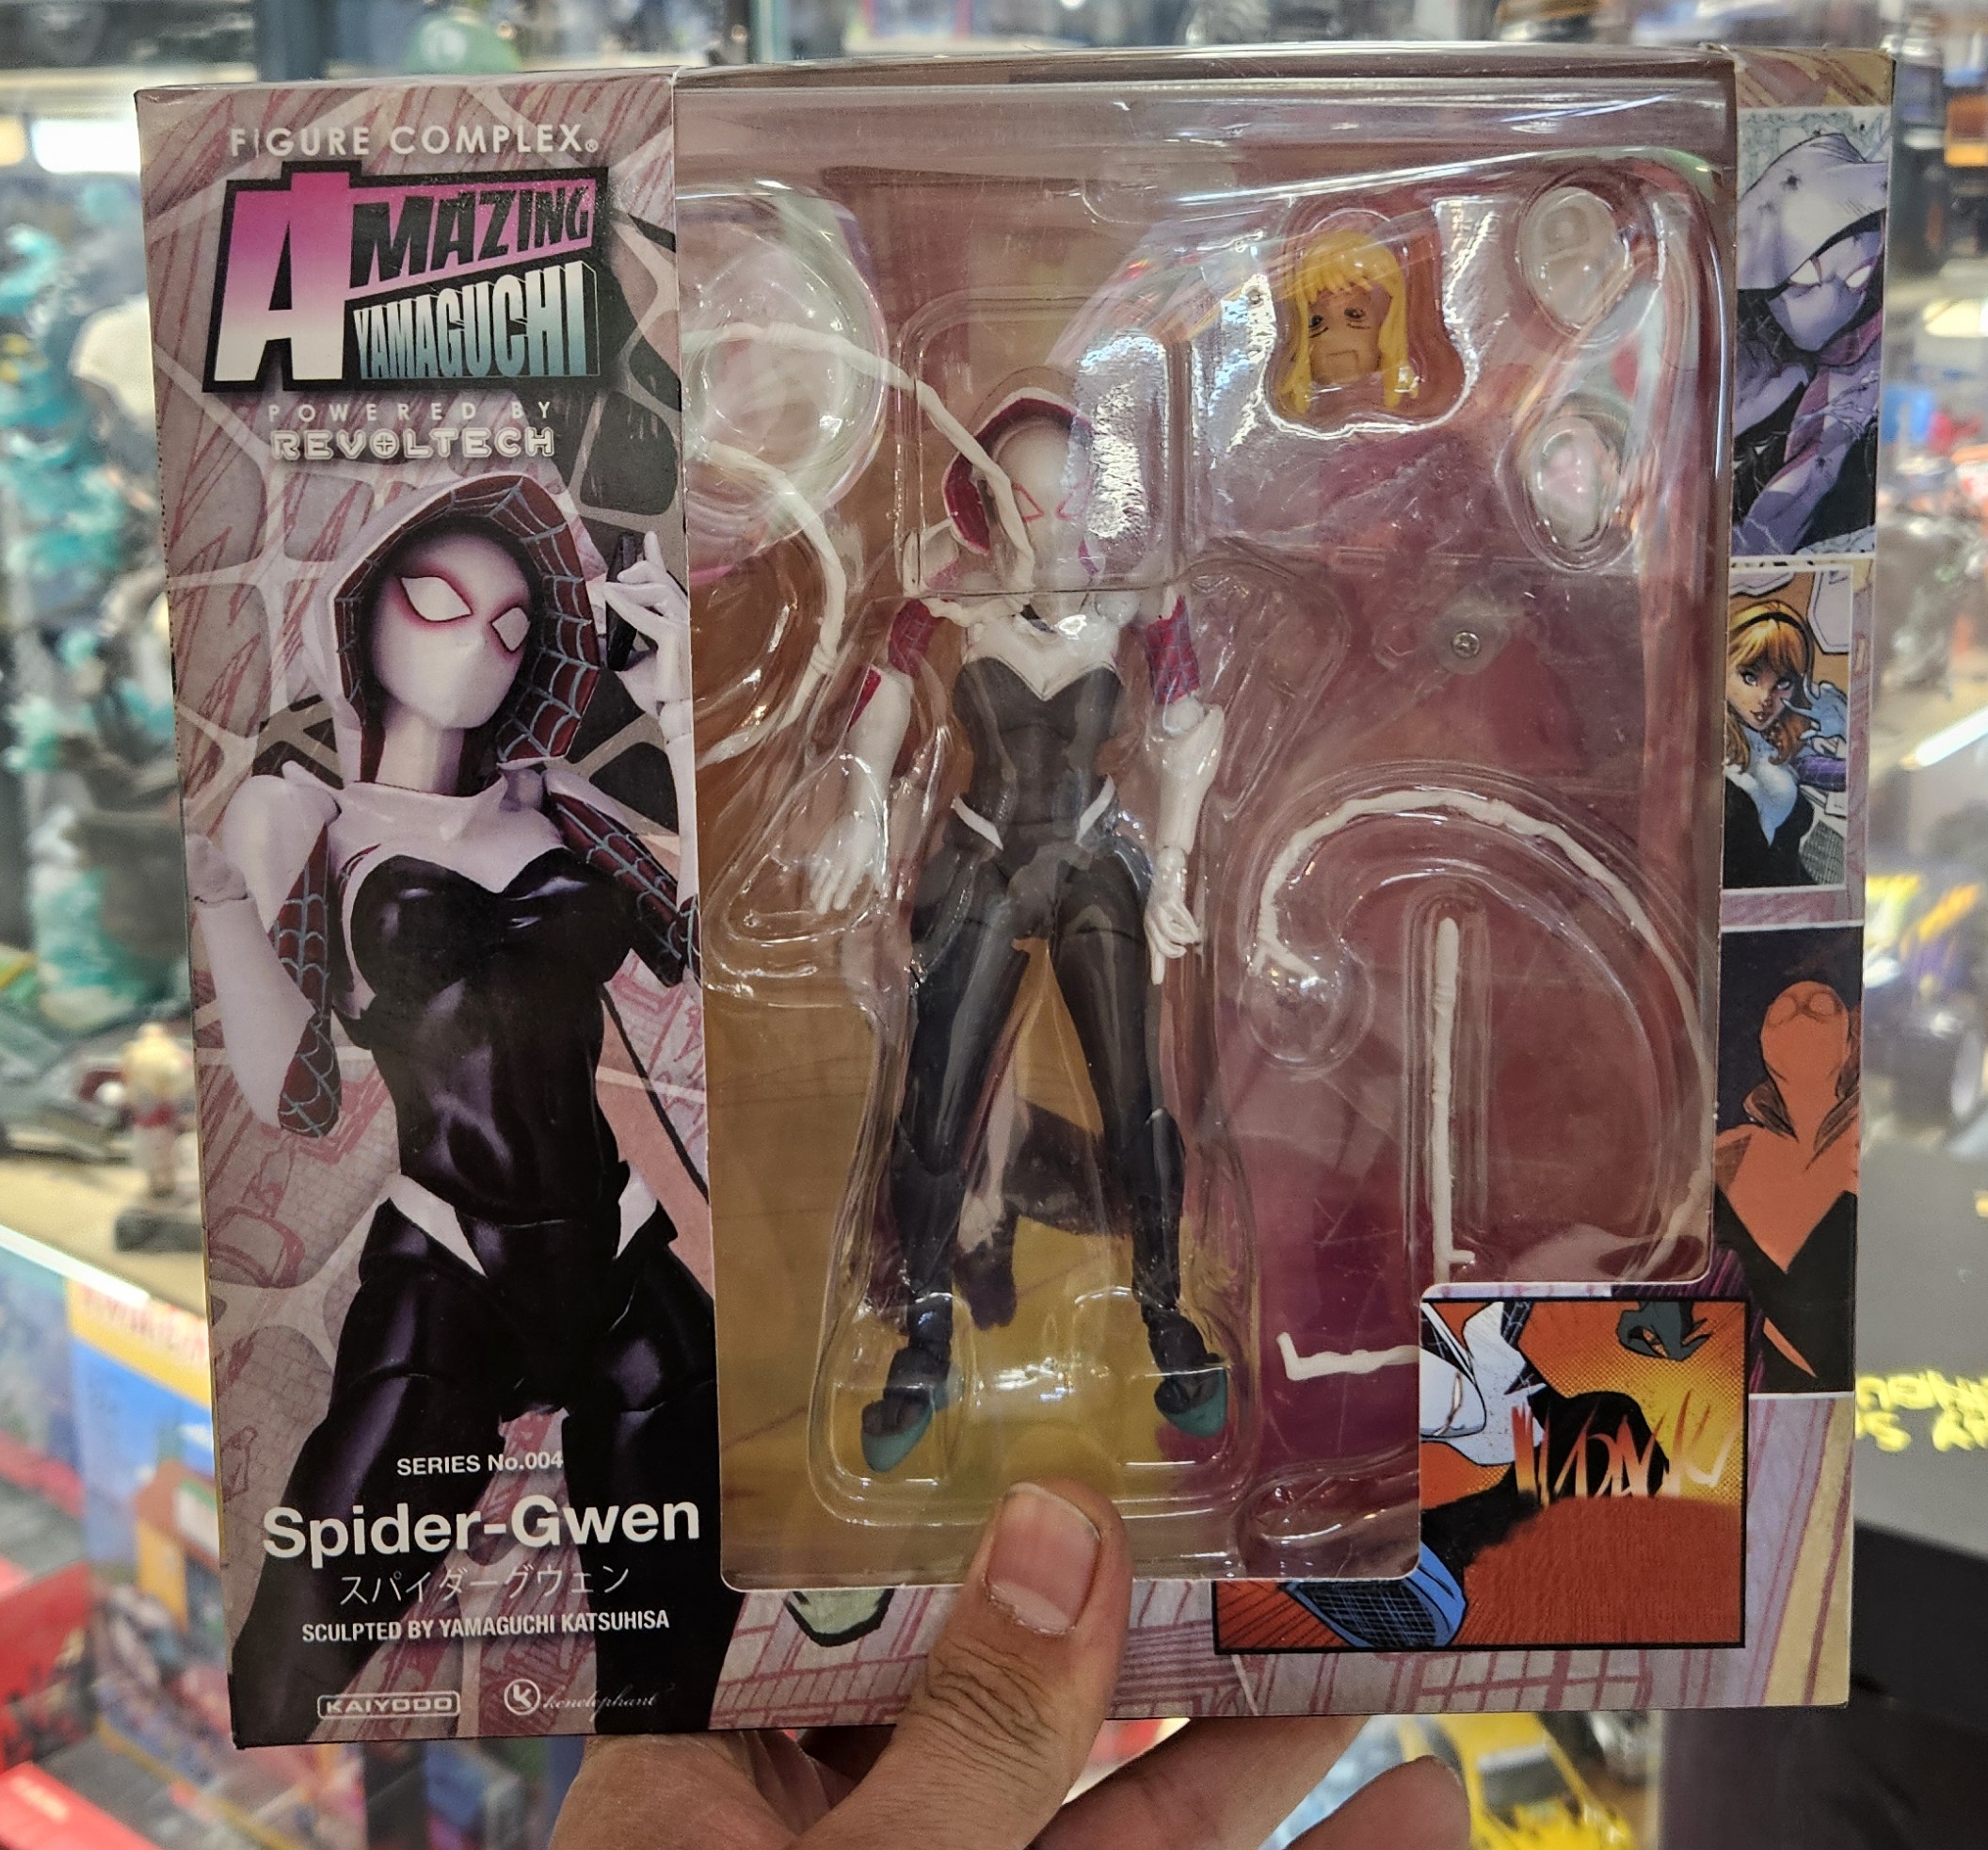 FIGURE COMPLEX®
AMAZING
YAMAGUCHI
POWERED BY
REVOLTECH
SERIES No.004
Spider-Gwen
スパイダーグウェン
SCULPTED BY YAMAGUCHI KATSUHISA
KAIYODO
kenelephant